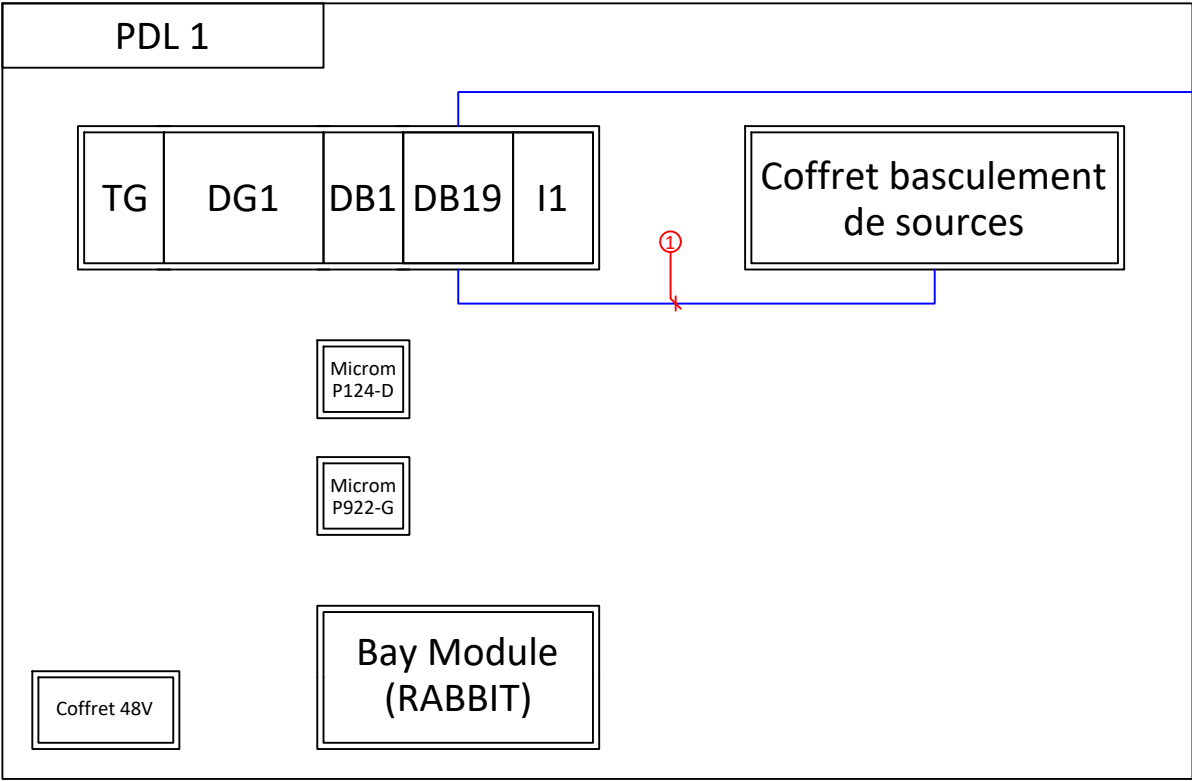 PDL 1
TG DG1 DB1 DB19 I1
Coffret basculement
de sources
1
Microm
P124-D
Microm
P922-G
Bay Module
(RABBIT)
Coffret 48V